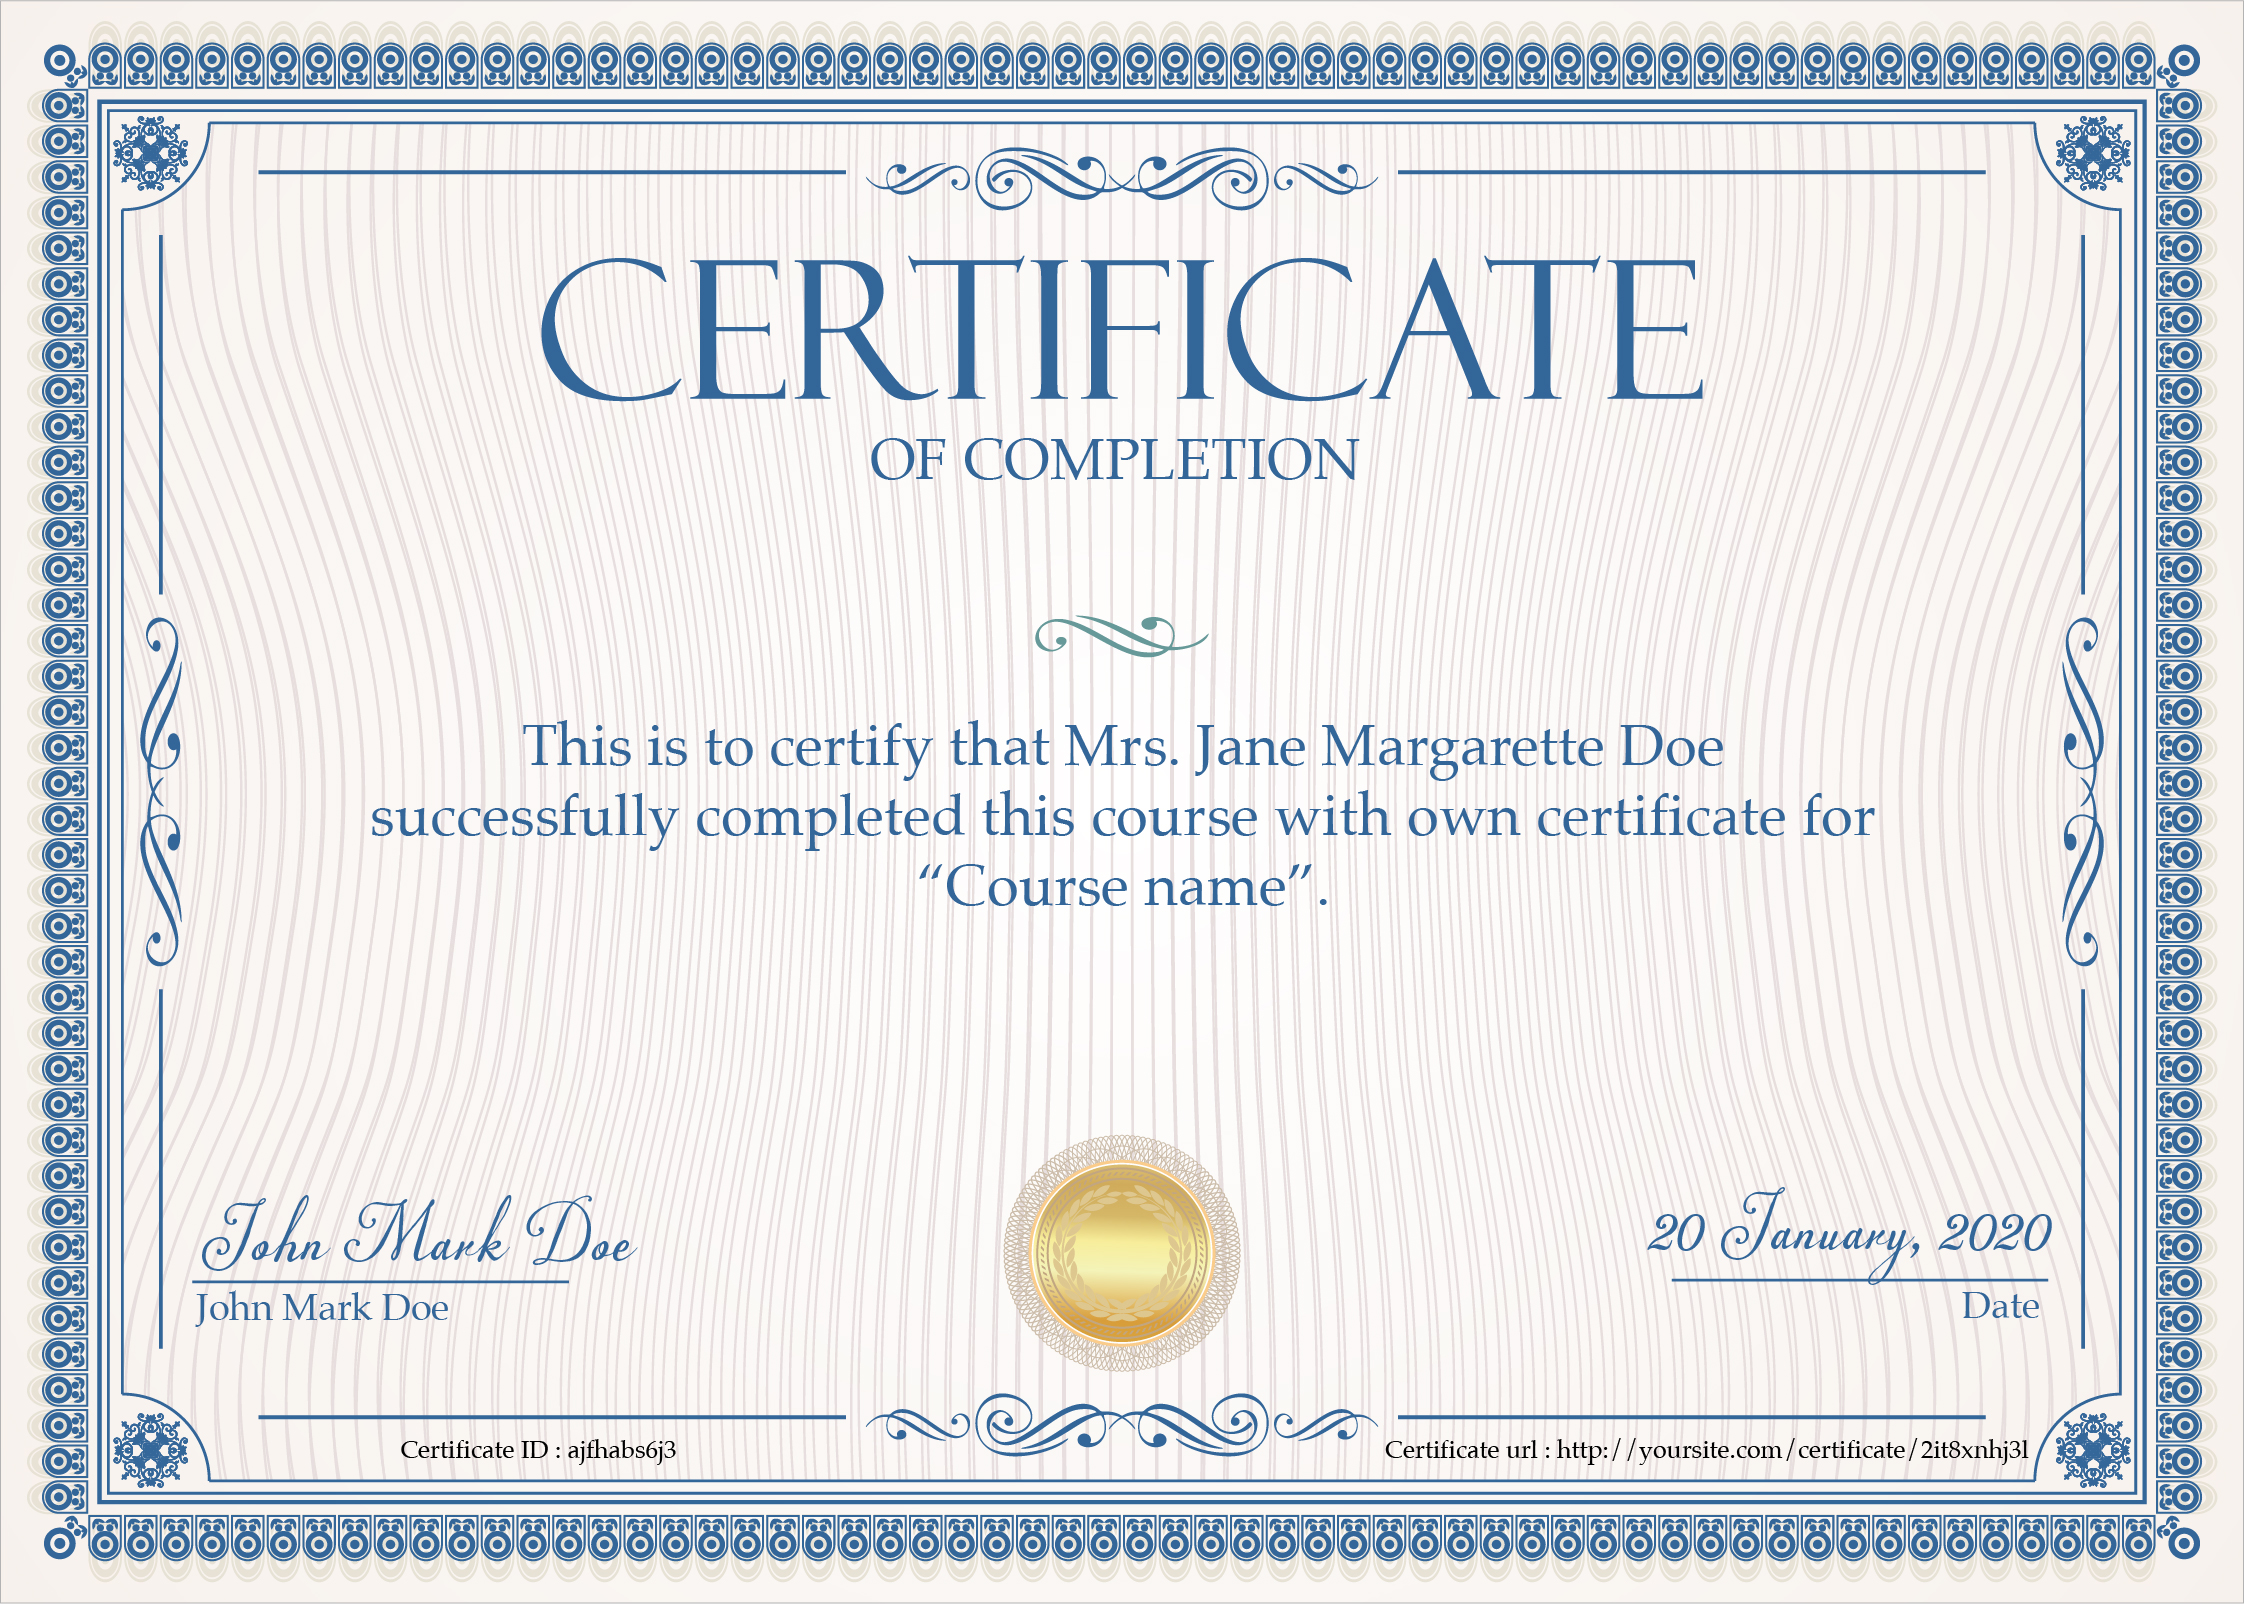 CERTIFICATE
OF COMPLETION
This is to certify that Mrs. Jane Margarette Doe
successfully completed this course with own certificate for
“Course name”.
John Mark Doe
John Mark Doe
20 January, 2020
Date
Certificate ID : ajfhabs6j3
Certificate url : http://yoursite.com/certificate/2it8xnhj3l